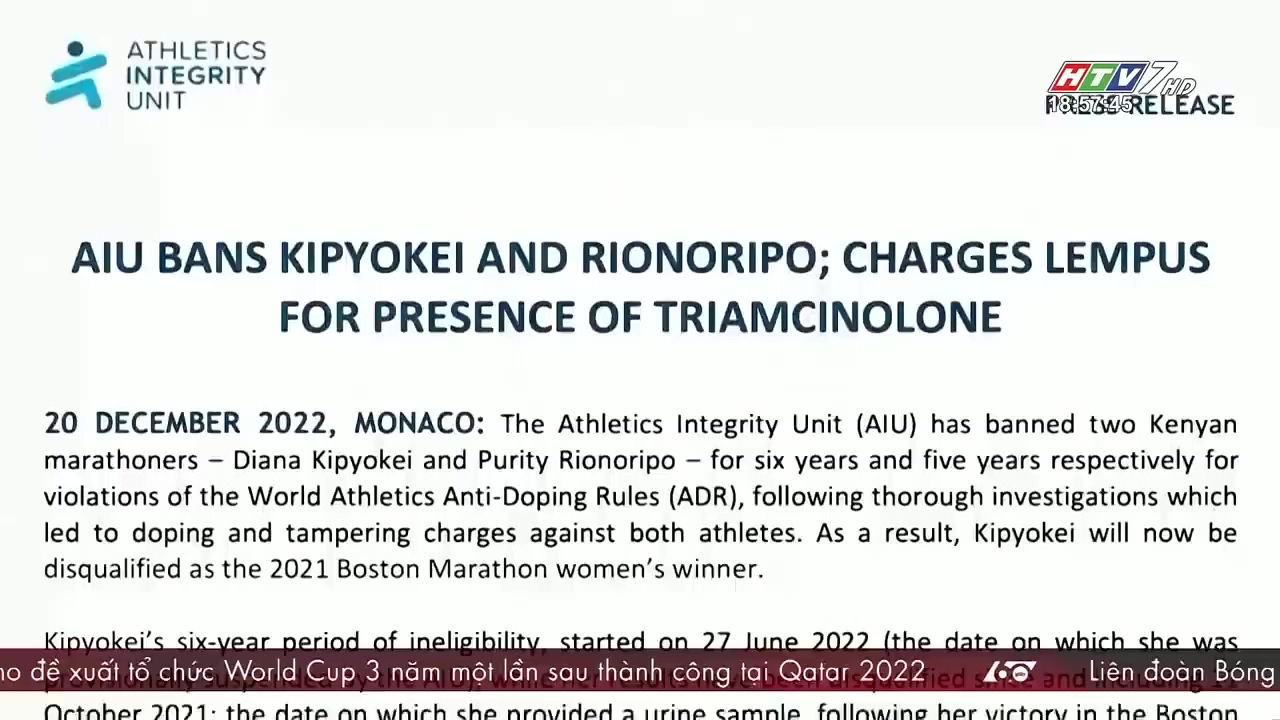 ATHLETICS
INTEGRITY
UNIT
HTV7 HD
18:57:45
PRESS RELEASE
AIU BANS KIPYOKEI AND RIONORIPO; CHARGES LEMPUS
FOR PRESENCE OF TRIAMCINOLONE
20 DECEMBER 2022, MONACO: The Athletics Integrity Unit (AIU) has banned two Kenyan
marathoners – Diana Kipyokei and Purity Rionoripo – for six years and five years respectively for
violations of the World Athletics Anti-Doping Rules (ADR), following thorough investigations which
led to doping and tampering charges against both athletes. As a result, Kipyokei will now be
disqualified as the 2021 Boston Marathon women's winner.
Kipyokei's six-year period of ineligibility, started on 27 June 2022 (the date on which she was
đề xuất tổ chức World Cup 3 năm một lần sau thành công tại Qatar 2022 60s Liên đoàn Bóng
October 2021; the date on which she provided a urine sample, following her victory in the Boston